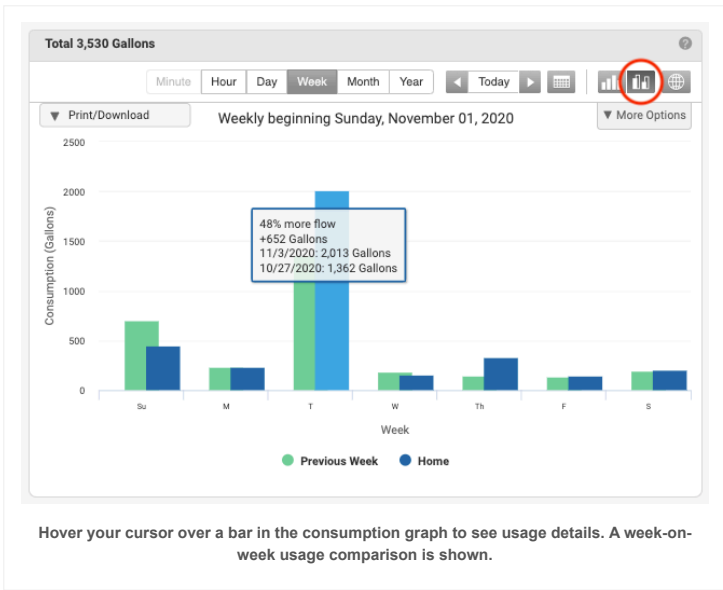 Total 3,530 Gallons
?
Minute Hour Day Week Month Year Today
Print/Download Weekly beginning Sunday, November 01, 2020 More Options
2500
2000
1500
1000
500
0
Consumption (Gallons)
48% more flow
+652 Gallons
11/3/2020: 2,013 Gallons
10/27/2020: 1,362 Gallons
Su M T W Th F S
Week
Previous Week Home
Hover your cursor over a bar in the consumption graph to see usage details. A week-on-
week usage comparison is shown.